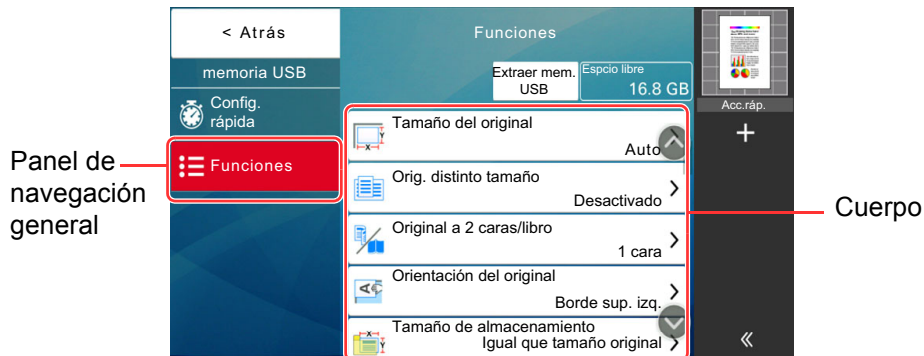 < Atrás
Funciones
memoria USB
Extraer mem.
USB
Espcio libre
16.8 GB
Acc.ráp.
Config.
rápida
Funciones
Tamaño del original
Auto
Orig. distinto tamaño
Desactivado
Original a 2 caras/libro
1 cara
Orientación del original
Borde sup. izq.
Tamaño de almacenamiento
Igual que tamaño original
Panel de
navegación
general
Cuerpo